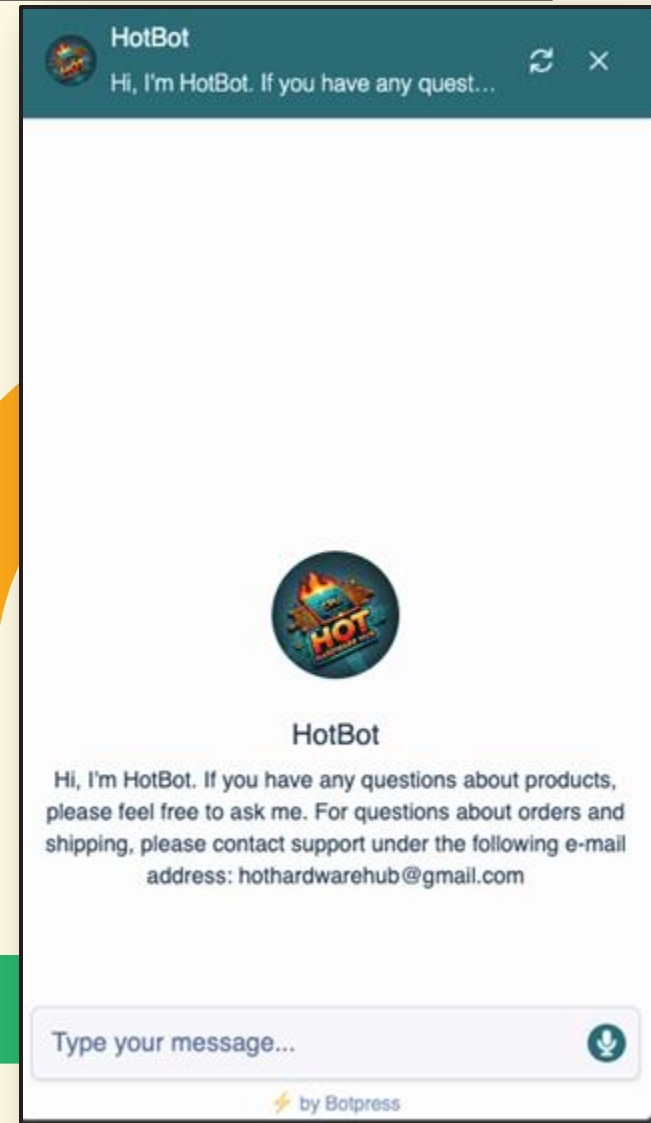 HotBot
Hi, I'm HotBot. If you have any quest...
HOT
HotBot
Hi, I'm HotBot. If you have any questions about products,
please feel free to ask me. For questions about orders and
shipping, please contact support under the following e-mail
address: hothardwarehub@gmail.com
Type your message...
by Botpress